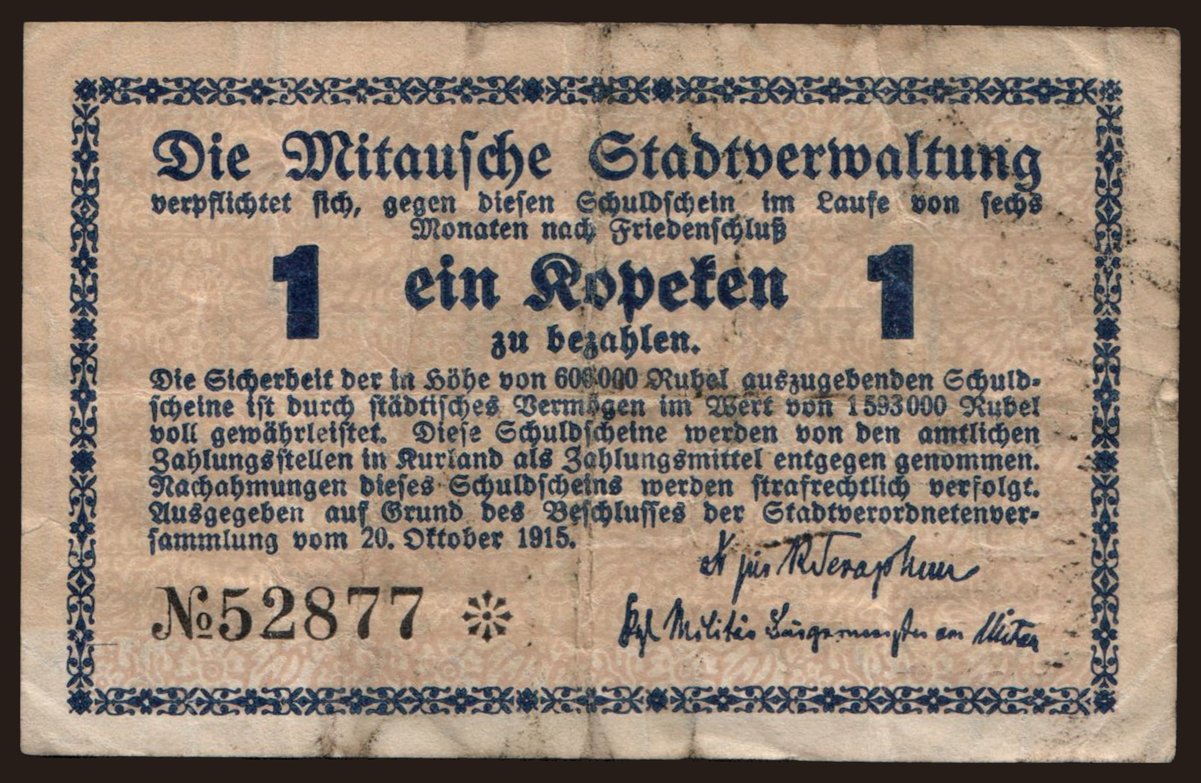 Die Mitausche Stadtverwaltung
verpflichtet sich, gegen diesen Schuldschein im Laufe von sechs
Monaten nach Friedenschluß
1 ein Kopeken 1
zu bezahlen.
Die Sicherheit der in Höhe von 600000 Rubel auszugebenden Schuld-
scheine ist durch städtisches Vermögen im Wert von 1593000 Rubel
voll gewährleistet. Diese Schuldscheine werden von den amtlichen
Zahlungsstellen in Kurland als Zahlungsmittel entgegen genommen.
Nachahmungen dieses Schuldscheins werden strafrechtlich verfolgt.
Ausgegeben auf Grund des Beschlusses der Stadtverordnetenver-
sammlung vom 20. Oktober 1915.
№52877
Militär Bürgermeister